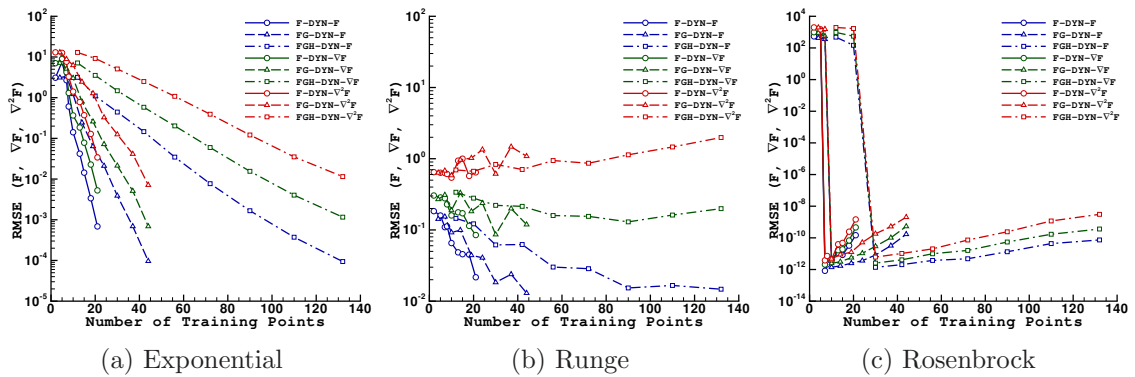 RMSE (F, ∇F, ∇²F)
10²
10¹
10⁰
10⁻¹
10⁻²
10⁻³
10⁻⁴
10⁻⁵
0 20 40 60 80 100 120 140
Number of Training Points
F-DYN-F
FG-DYN-F
FGH-DYN-F
F-DYN-∇F
FG-DYN-∇F
FGH-DYN-∇F
F-DYN-∇²F
FG-DYN-∇²F
FGH-DYN-∇²F
(a) Exponential
RMSE (F, ∇F, ∇²F)
10²
10¹
10⁰
10⁻¹
10⁻²
0 20 40 60 80 100 120 140
Number of Training Points
F-DYN-F
FG-DYN-F
FGH-DYN-F
F-DYN-∇F
FG-DYN-∇F
FGH-DYN-∇F
F-DYN-∇²F
FG-DYN-∇²F
FGH-DYN-∇²F
(b) Runge
RMSE (F, ∇F, ∇²F)
10⁴
10²
10⁰
10⁻²
10⁻⁴
10⁻⁶
10⁻⁸
10⁻¹⁰
10⁻¹²
10⁻¹⁴
0 20 40 60 80 100 120 140
Number of Training Points
F-DYN-F
FG-DYN-F
FGH-DYN-F
F-DYN-∇F
FG-DYN-∇F
FGH-DYN-∇F
F-DYN-∇²F
FG-DYN-∇²F
FGH-DYN-∇²F
(c) Rosenbrock